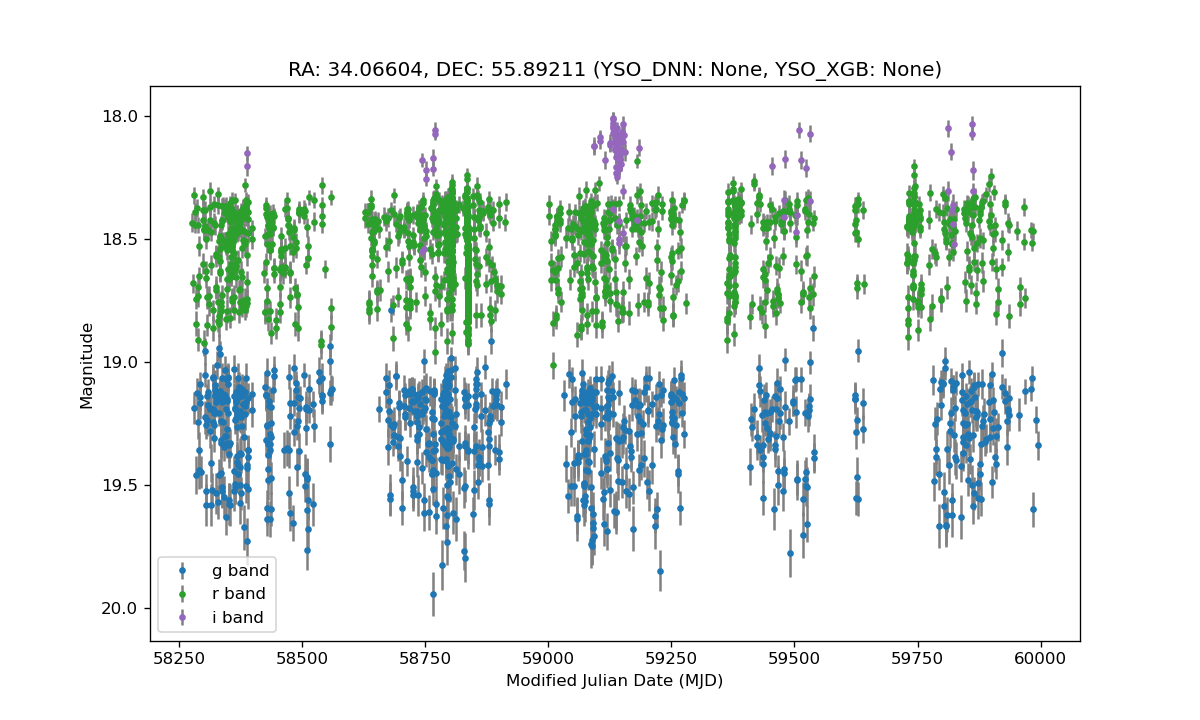 RA: 34.06604, DEC: 55.89211 (YSO_DNN: None, YSO_XGB: None)
18.0
18.5
19.0
19.5
20.0
Magnitude
g band
r band
i band
58250 58500 58750 59000 59250 59500 59750 60000
Modified Julian Date (MJD)